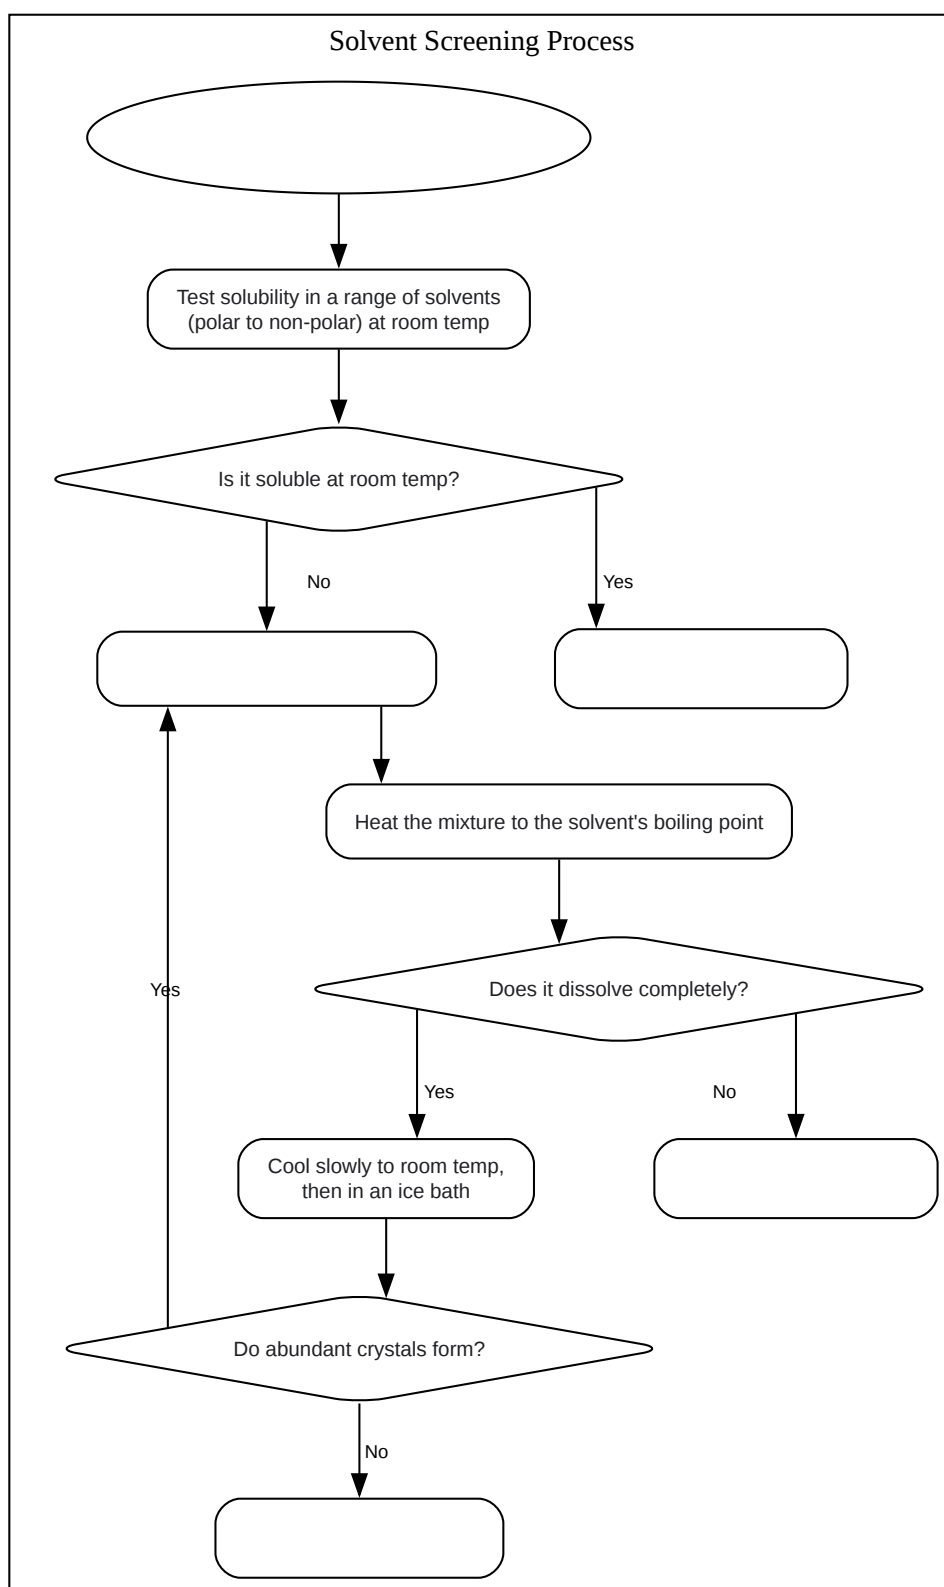 Solvent Screening Process
Test solubility in a range of solvents
(polar to non-polar) at room temp
Is it soluble at room temp?
No
Yes
Heat the mixture to the solvent's boiling point
Does it dissolve completely?
Yes
Yes
No
Cool slowly to room temp,
then in an ice bath
Do abundant crystals form?
No